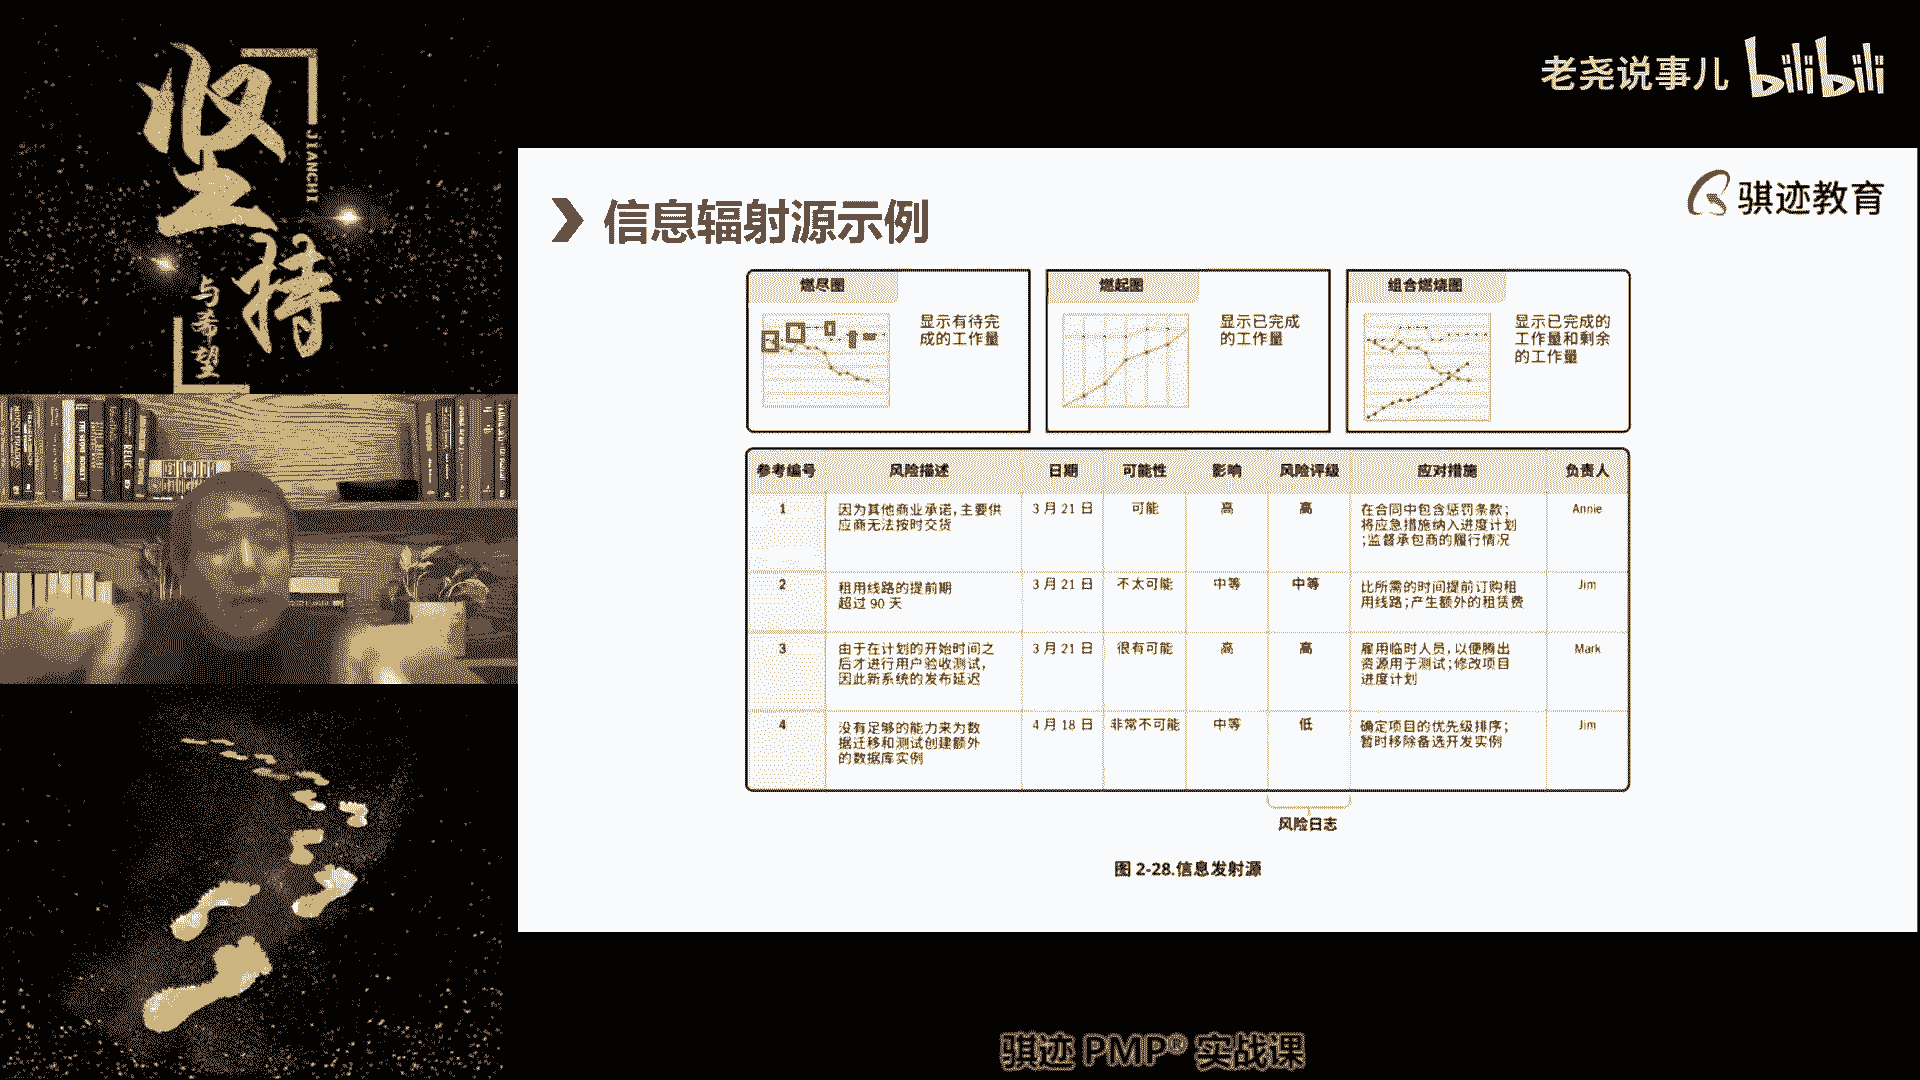 坚持
JIANCHI
与希望
老尧说事儿 bilibili
骐迹教育
信息辐射源示例
燃尽图
显示有待完
成的工作量
燃起图
显示已完成
的工作量
组合燃烧图
显示已完成的
工作量和剩余
的工作量
参考编号 风险描述 日期 可能性 影响 风险评级 应对措施 负责人
1 因为其他商业承诺,主要供 3 月 21 日 可能 高 高 在合同中包含惩罚条款; Annie
应商无法按时交货 将应急措施纳入进度计划
;监督承包商的履行情况
2 租用线路的提前期 3 月 21 日 不太可能 中等 中等 比所需的时间提前订购租 Jim
超过 90 天 用线路;产生额外的租赁费
3 由于在计划的开始时间之 3 月 21 日 很有可能 高 高 雇用临时人员,以便腾出 Mark
后才进行用户验收测试, 资源用于测试;修改项目
因此新系统的发布延迟 进度计划
4 没有足够的能力来为数 4 月 18 日 非常不可能 中等 低 确定项目的优先级排序; Jim
据迁移和测试创建额外 暂时移除备选开发实例
的数据库实例
风险日志
图 2-28.信息发射源
骐迹 PMP® 实战课